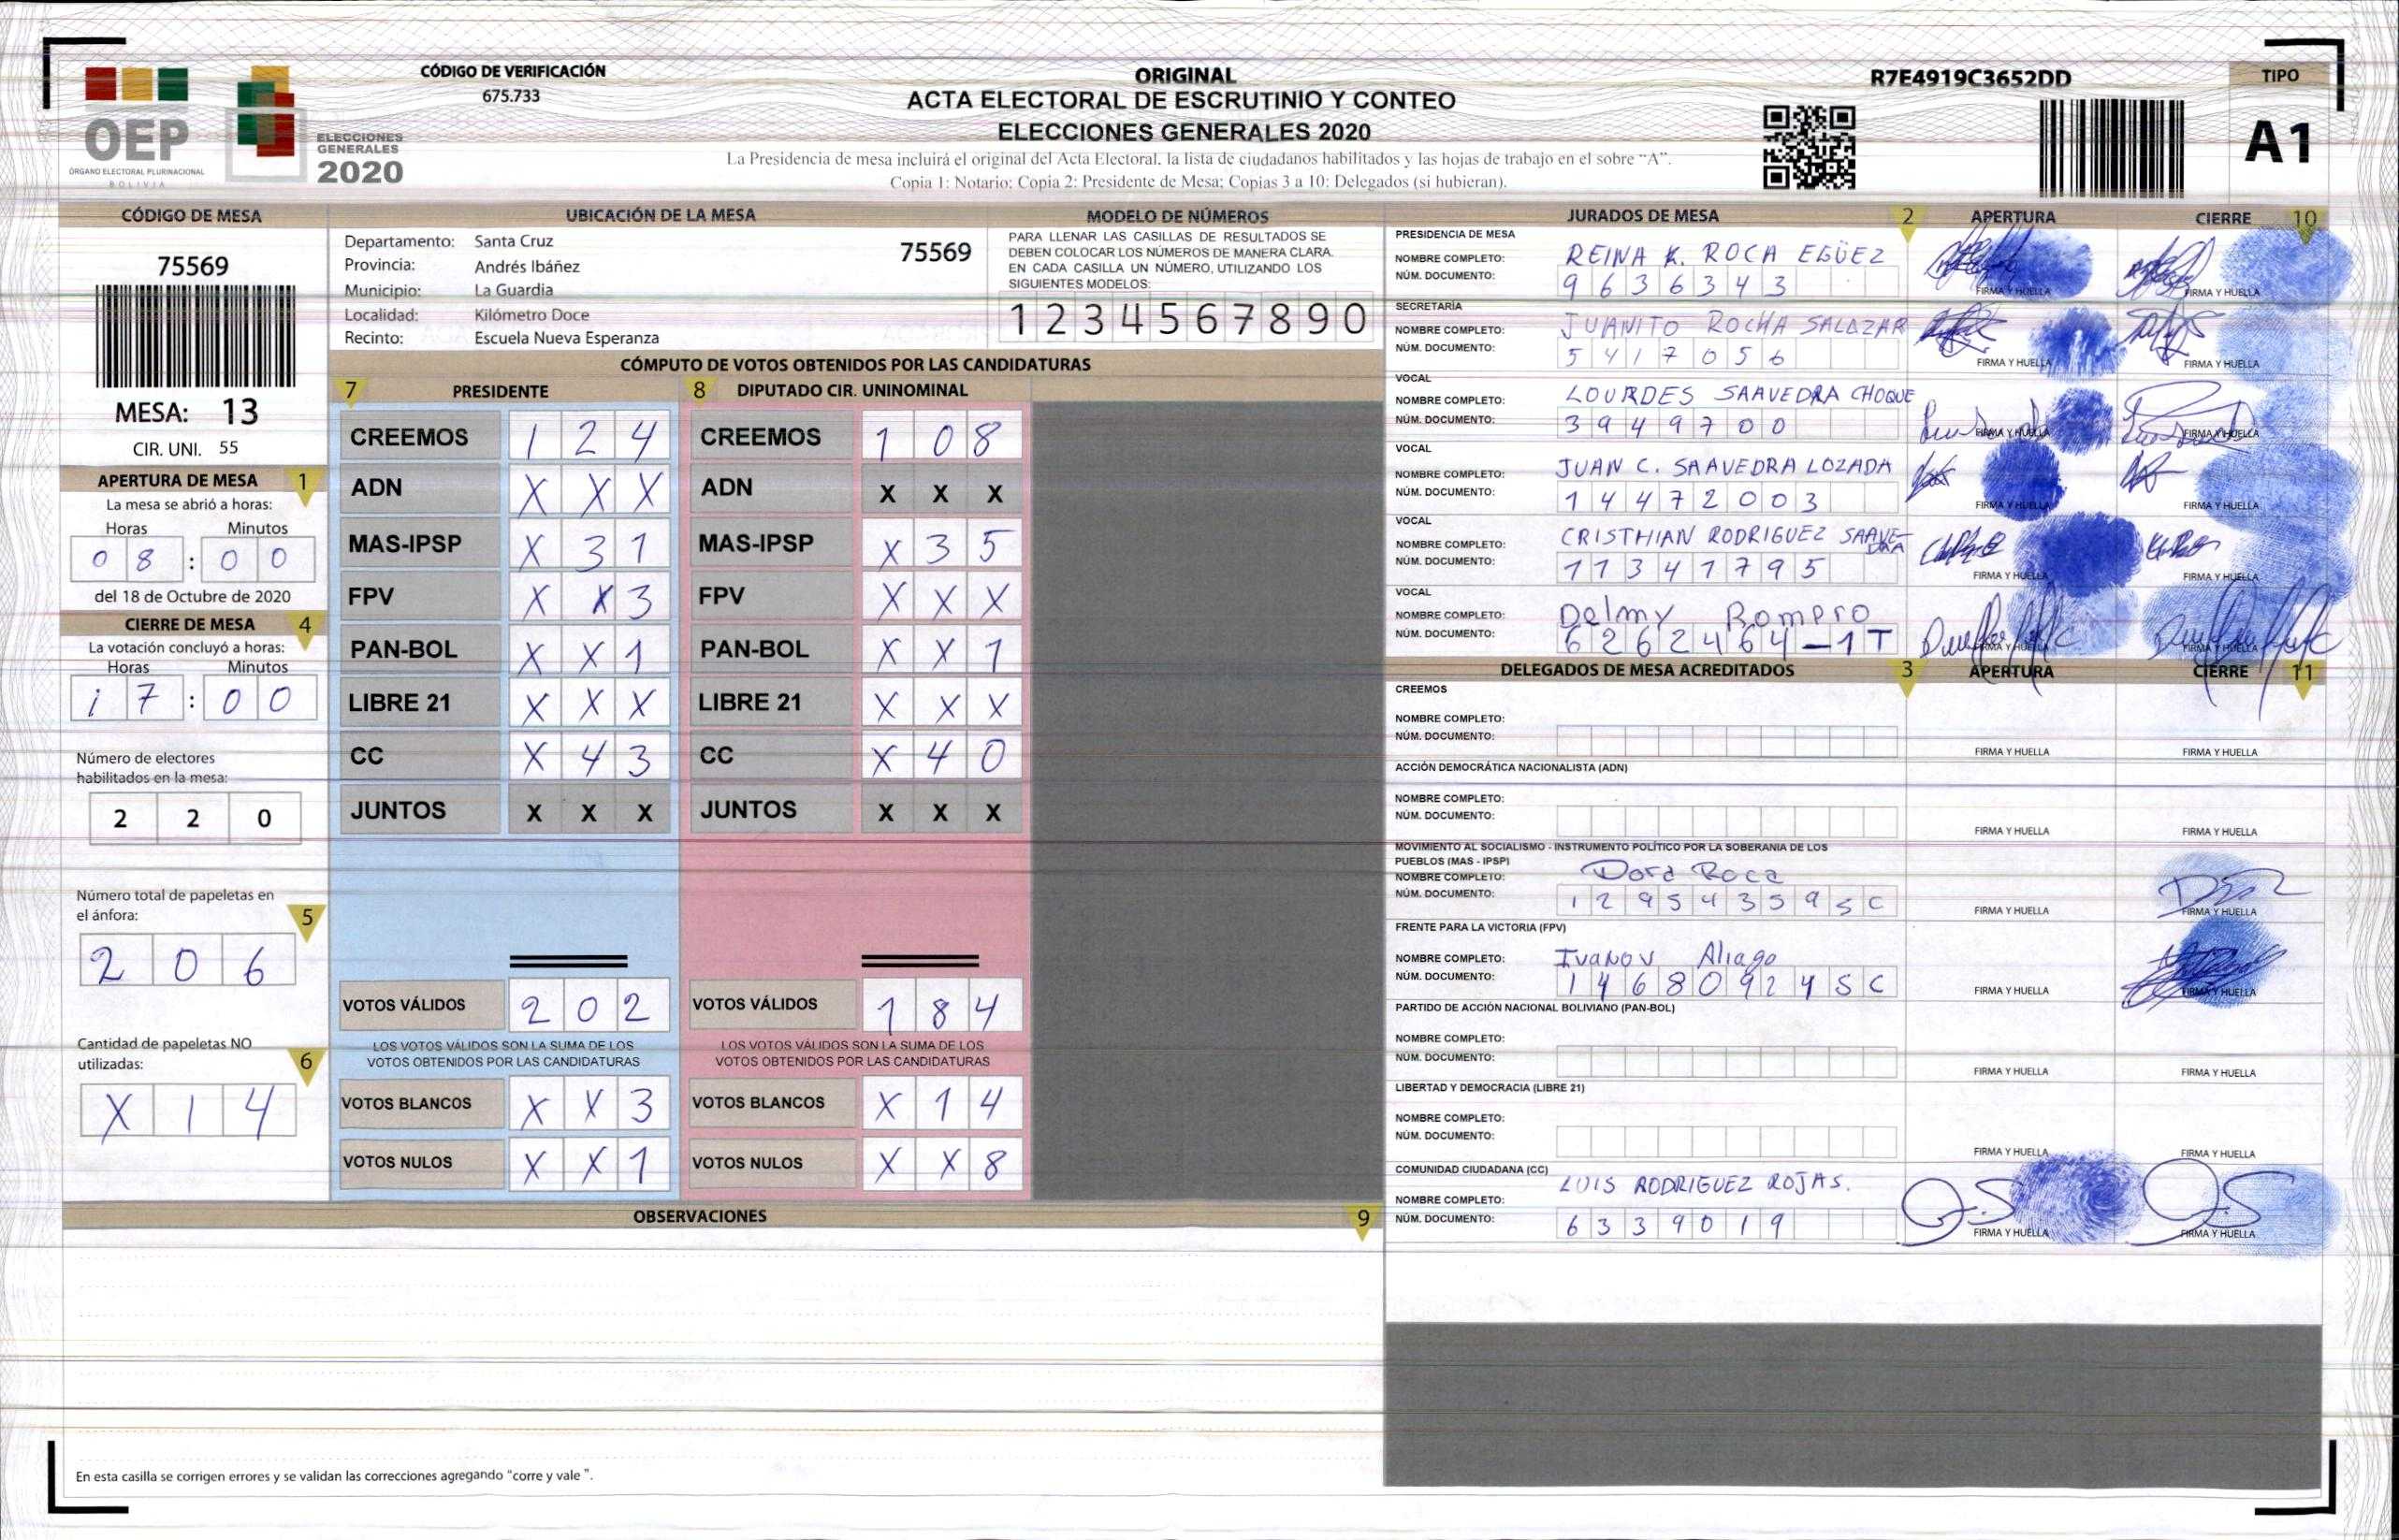 OEP
ÓRGANO ELECTORAL PLURINACIONAL
BOLIVIA
ELECCIONES
GENERALES
2020
CÓDIGO DE VERIFICACIÓN
675.733
ORIGINAL
ACTA ELECTORAL DE ESCRUTINIO Y CONTEO
ELECCIONES GENERALES 2020
La Presidencia de mesa incluirá el original del Acta Electoral, la lista de ciudadanos habilitados y las hojas de trabajo en el sobre "A".
Copia 1: Notario; Copia 2: Presidente de Mesa; Copias 3 a 10: Delegados (si hubieran).
R7E4919C3652DD
TIPO
A1
CÓDIGO DE MESA
75569
MESA: 13
CIR. UNI. 55
APERTURA DE MESA 1
La mesa se abrió a horas:
Horas Minutos
0 8 : 0 0
del 18 de Octubre de 2020
CIERRE DE MESA 4
La votación concluyó a horas:
Horas Minutos
1 7 : 0 0
Número de electores
habilitados en la mesa:
2 2 0
Número total de papeletas en
el ánfora: 5
2 0 6
Cantidad de papeletas NO
utilizadas: 6
X 1 4
UBICACIÓN DE LA MESA
Departamento: Santa Cruz 75569
Provincia: Andrés Ibáñez
Municipio: La Guardia
Localidad: Kilómetro Doce
Recinto: Escuela Nueva Esperanza
MODELO DE NÚMEROS
PARA LLENAR LAS CASILLAS DE RESULTADOS SE
DEBEN COLOCAR LOS NÚMEROS DE MANERA CLARA.
EN CADA CASILLA UN NÚMERO, UTILIZANDO LOS
SIGUIENTES MODELOS:
1 2 3 4 5 6 7 8 9 0
CÓMPUTO DE VOTOS OBTENIDOS POR LAS CANDIDATURAS
7 PRESIDENTE 8 DIPUTADO CIR. UNINOMINAL
CREEMOS 1 2 4 CREEMOS 1 0 8
ADN X X X ADN X X X
MAS-IPSP X 3 1 MAS-IPSP X 3 5
FPV X X 3 FPV X X X
PAN-BOL X X 1 PAN-BOL X X 1
LIBRE 21 X X X LIBRE 21 X X X
CC X 4 3 CC X 4 0
JUNTOS X X X JUNTOS X X X
VOTOS VÁLIDOS 2 0 2 VOTOS VÁLIDOS 1 8 4
LOS VOTOS VÁLIDOS SON LA SUMA DE LOS LOS VOTOS VÁLIDOS SON LA SUMA DE LOS
VOTOS OBTENIDOS POR LAS CANDIDATURAS VOTOS OBTENIDOS POR LAS CANDIDATURAS
VOTOS BLANCOS X X 3 VOTOS BLANCOS X 1 4
VOTOS NULOS X X 1 VOTOS NULOS X X 8
OBSERVACIONES 9
En esta casilla se corrigen errores y se validan las correcciones agregando "corre y vale ".
JURADOS DE MESA 2 APERTURA CIERRE 10
PRESIDENCIA DE MESA
NOMBRE COMPLETO: REINA K. ROCA EGÜEZ
NÚM. DOCUMENTO: 9 6 3 6 3 4 3
FIRMA Y HUELLA FIRMA Y HUELLA
SECRETARÍA
NOMBRE COMPLETO: JUANITO ROCHA SALAZAR
NÚM. DOCUMENTO: 5 4 1 7 0 5 6
FIRMA Y HUELLA FIRMA Y HUELLA
VOCAL
NOMBRE COMPLETO: LOURDES SAAVEDRA CHOQUE
NÚM. DOCUMENTO: 3 9 4 9 7 0 0
FIRMA Y HUELLA FIRMA Y HUELLA
VOCAL
NOMBRE COMPLETO: JUAN C. SAAVEDRA LOZADA
NÚM. DOCUMENTO: 1 4 4 7 2 0 0 3
FIRMA Y HUELLA FIRMA Y HUELLA
VOCAL
NOMBRE COMPLETO: CRISTHIAN RODRIGUEZ SAAVEDRA
NÚM. DOCUMENTO: 1 1 3 4 1 7 9 5
FIRMA Y HUELLA FIRMA Y HUELLA
VOCAL
NOMBRE COMPLETO: Delmy Romero
NÚM. DOCUMENTO: 6 2 6 2 4 6 4 - 1 T
FIRMA Y HUELLA FIRMA Y HUELLA
DELEGADOS DE MESA ACREDITADOS 3 APERTURA CIERRE 11
CREEMOS
NOMBRE COMPLETO:
NÚM. DOCUMENTO:
FIRMA Y HUELLA FIRMA Y HUELLA
ACCIÓN DEMOCRÁTICA NACIONALISTA (ADN)
NOMBRE COMPLETO:
NÚM. DOCUMENTO:
FIRMA Y HUELLA FIRMA Y HUELLA
MOVIMIENTO AL SOCIALISMO - INSTRUMENTO POLÍTICO POR LA SOBERANIA DE LOS
PUEBLOS (MAS - IPSP)
NOMBRE COMPLETO: Dora Roca
NÚM. DOCUMENTO: 1 2 9 5 4 3 5 9 S C
FIRMA Y HUELLA FIRMA Y HUELLA
FRENTE PARA LA VICTORIA (FPV)
NOMBRE COMPLETO: Ivanov Aliago
NÚM. DOCUMENTO: 1 4 6 8 0 9 2 4 S C
FIRMA Y HUELLA FIRMA Y HUELLA
PARTIDO DE ACCIÓN NACIONAL BOLIVIANO (PAN-BOL)
NOMBRE COMPLETO:
NÚM. DOCUMENTO:
FIRMA Y HUELLA FIRMA Y HUELLA
LIBERTAD Y DEMOCRACIA (LIBRE 21)
NOMBRE COMPLETO:
NÚM. DOCUMENTO:
FIRMA Y HUELLA FIRMA Y HUELLA
COMUNIDAD CIUDADANA (CC)
NOMBRE COMPLETO: LUIS RODRIGUEZ ROJAS.
NÚM. DOCUMENTO: 6 3 3 9 0 1 9
FIRMA Y HUELLA FIRMA Y HUELLA